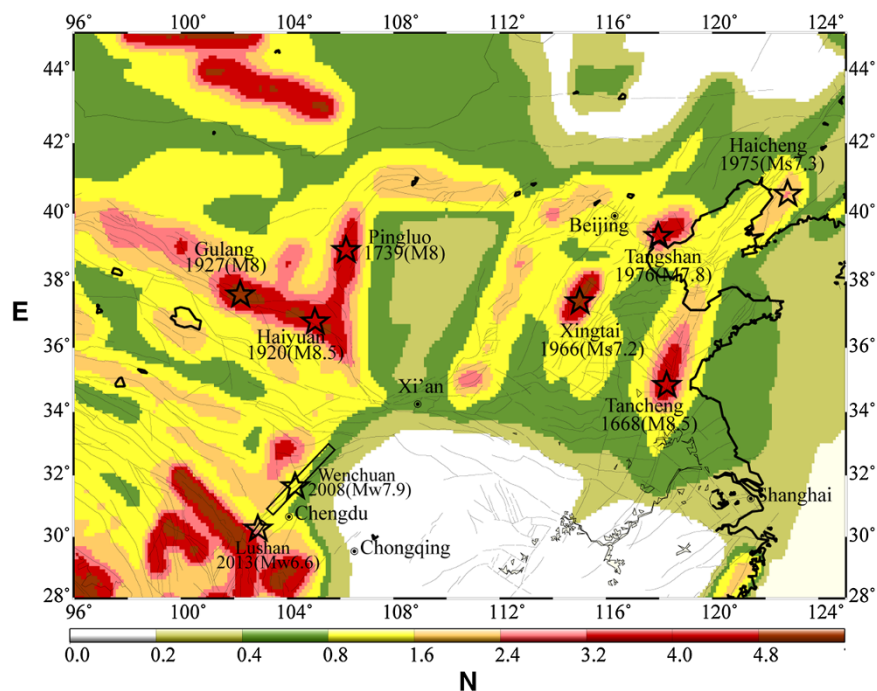 96 100 104 108 112 116 120 124
44° 44°
42° 42°
40° 40°
38° 38°
36° 36°
34° 34°
32° 32°
30° 30°
28° 28°
Haicheng
1975(Ms7.3)
Beijing
Pingluo
1739(M8)
Gulang
1927(M8)
Tangshan
1976(M7.8)
E
Haiyuan
1920(M8.5)
Xingtai
1966(Ms7.2)
Xi'an
Tancheng
1668(M8.5)
Wenchuan
2008(Mw7.9)
Chengdu
Shanghai
Lushan
2013(Mw6.6)
Chongqing
96 100 104 108 112 116 120 124
0.0 0.2 0.4 0.8 1.6 2.4 3.2 4.0 4.8
N